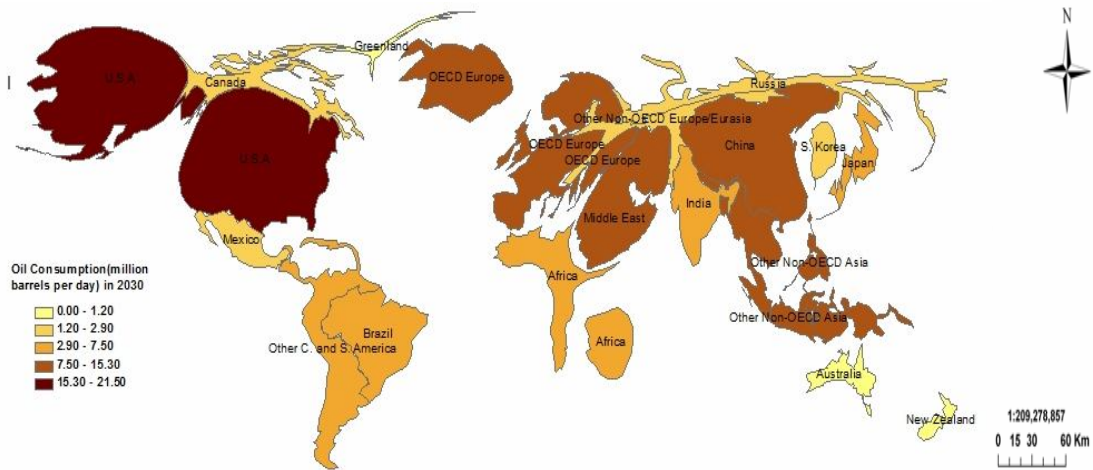 N
Greenland
U.S.A
Canada
OECD Europe
Russia
Other Non-OECD Europe/Eurasia
OECD Europe
China
S. Korea
U.S.A
OECD Europe
Japan
India
Middle East
Mexico
Oil Consumption(million
barrels per day) in 2030
0.00 - 1.20
1.20 - 2.90
2.90 - 7.50
7.50 - 15.30
15.30 - 21.50
Africa
Other Non-OECD Asia
Other Non-OECD Asia
Brazil
Other C. and S. America
Africa
Australia
New Zealand
1:209,278,857
0 15 30 60 Km